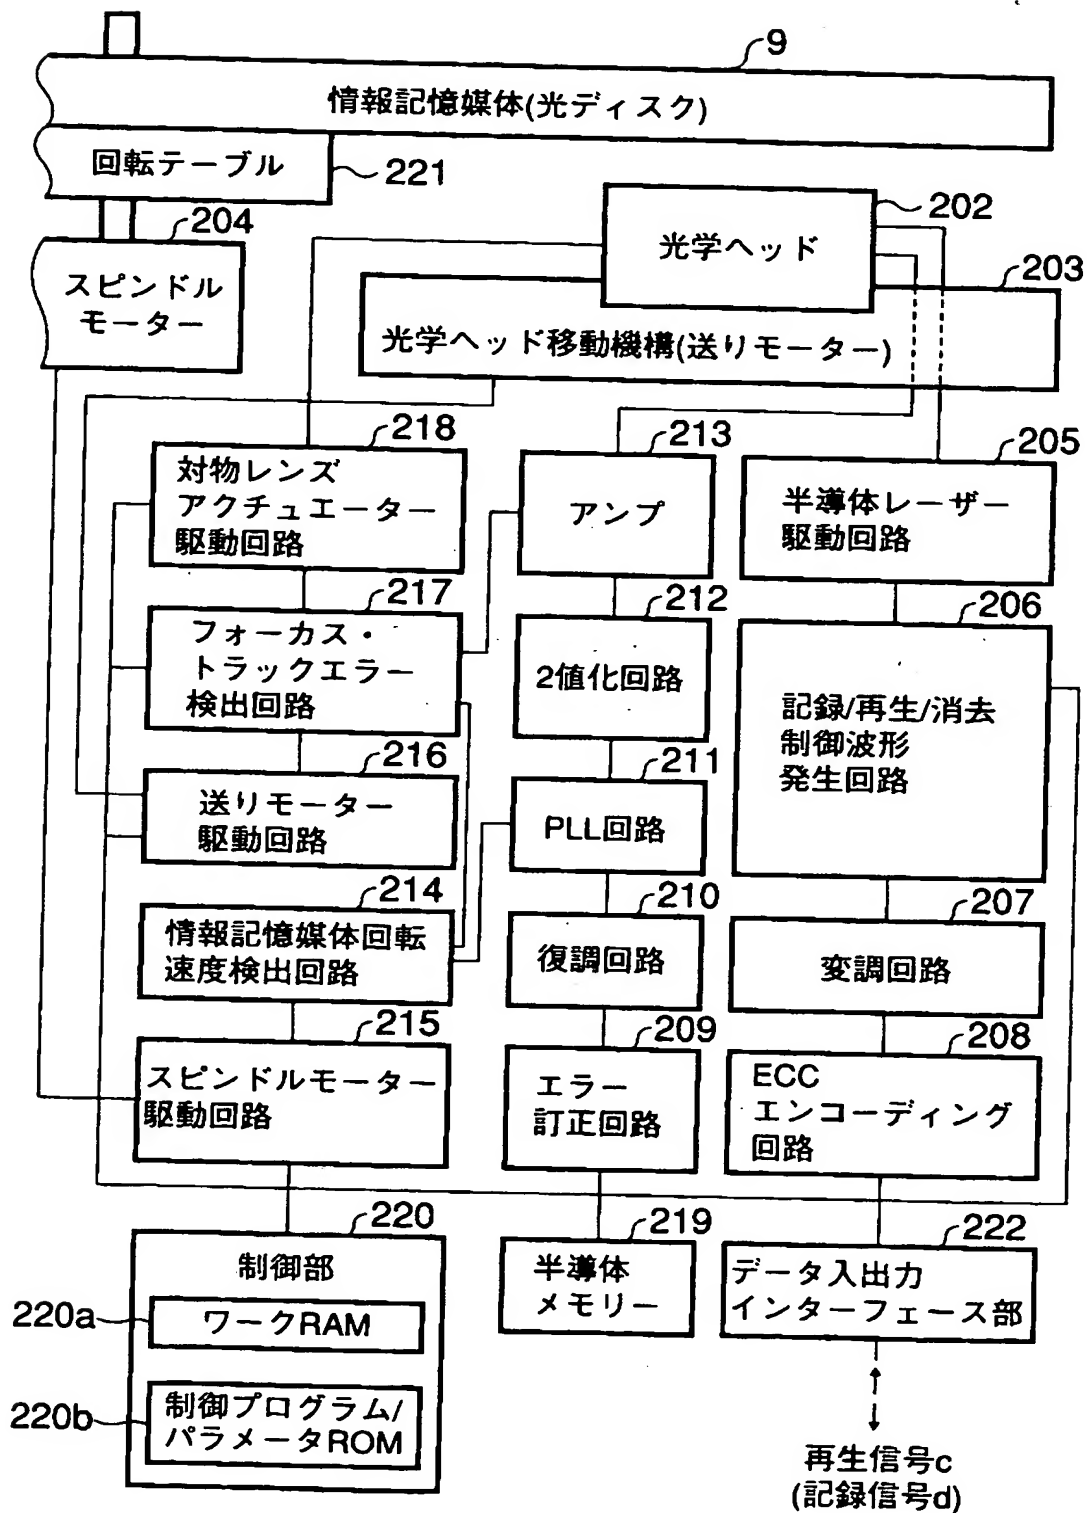 9
情報記憶媒体(光ディスク)
回転テーブル
221
202
204
光学ヘッド
203
スピンドル
モーター
光学ヘッド移動機構(送りモーター)
218
213
205
対物レンズ
アクチュエーター
駆動回路
アンプ
半導体レーザー
駆動回路
217
212
206
フォーカス・
トラックエラー
検出回路
2値化回路
記録/再生/消去
制御波形
発生回路
216
211
送りモーター
駆動回路
PLL回路
214
210
207
情報記憶媒体回転
速度検出回路
復調回路
変調回路
215
209
208
スピンドルモーター
駆動回路
エラー
訂正回路
ECC
エンコーディング
回路
220
219
222
制御部
半導体
メモリー
データ入出力
インターフェース部
220a
ワークRAM
220b
制御プログラム/
パラメータROM
再生信号c
(記録信号d)